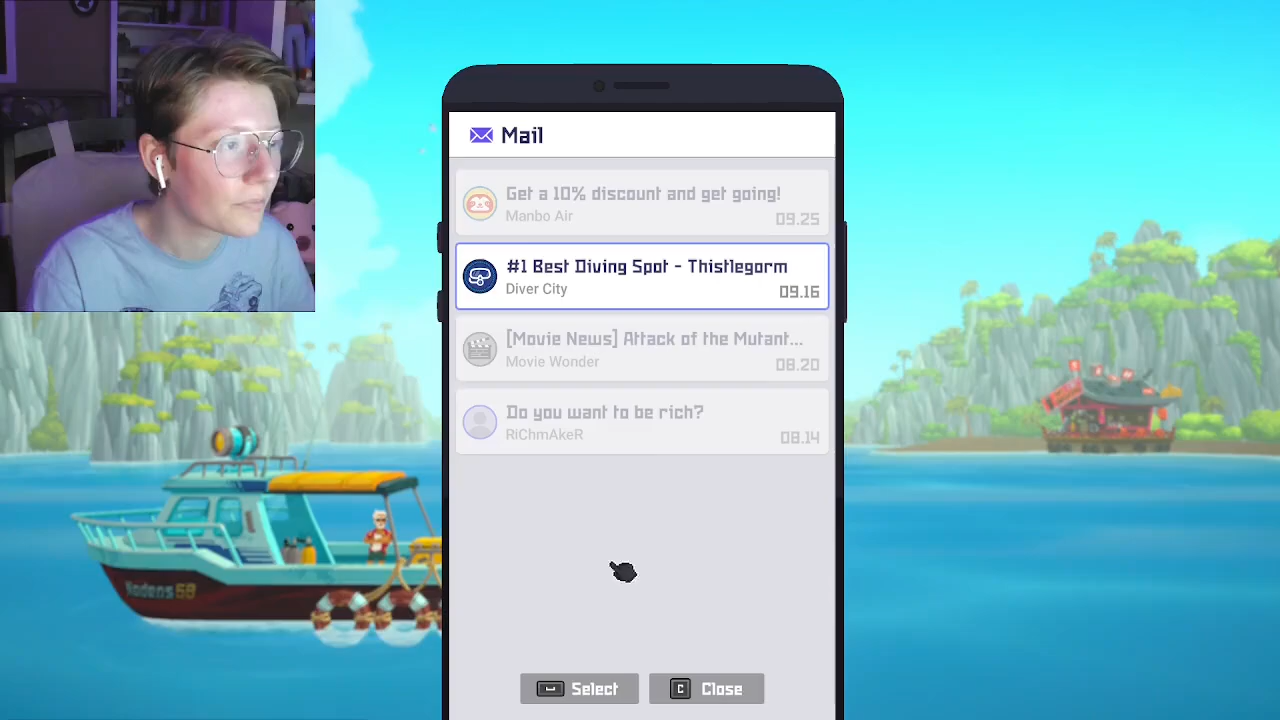 Mail
Get a 10% discount and get going!
Manbo Air
09.25
#1 Best Diving Spot - Thistlegorm
Diver City
09.16
[Movie News] Attack of the Mutant...
Movie Wonder
08.20
Do you want to be rich?
RiChmAkeR
08.14
Nodens58
Select
C Close